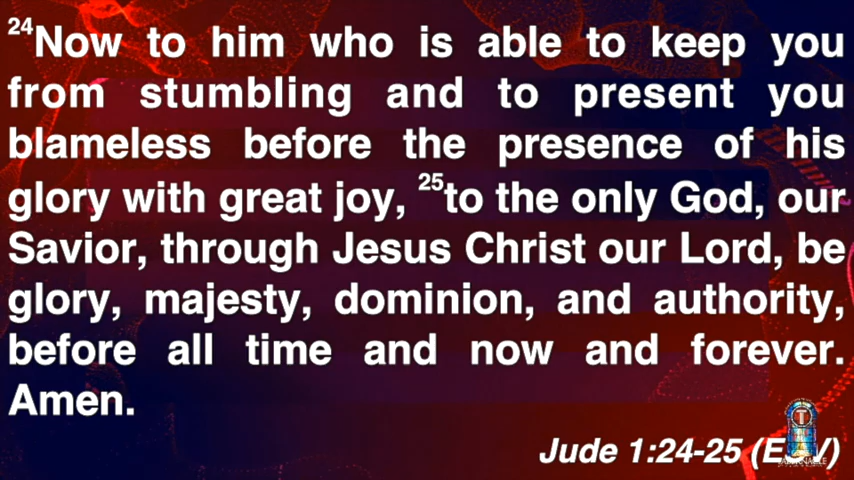 24Now to him who is able to keep you
from stumbling and to present you
blameless before the presence of his
glory with great joy, 25to the only God, our
Savior, through Jesus Christ our Lord, be
glory, majesty, dominion, and authority,
before all time and now and forever.
Amen.
Jude 1:24-25 (ESV)
T